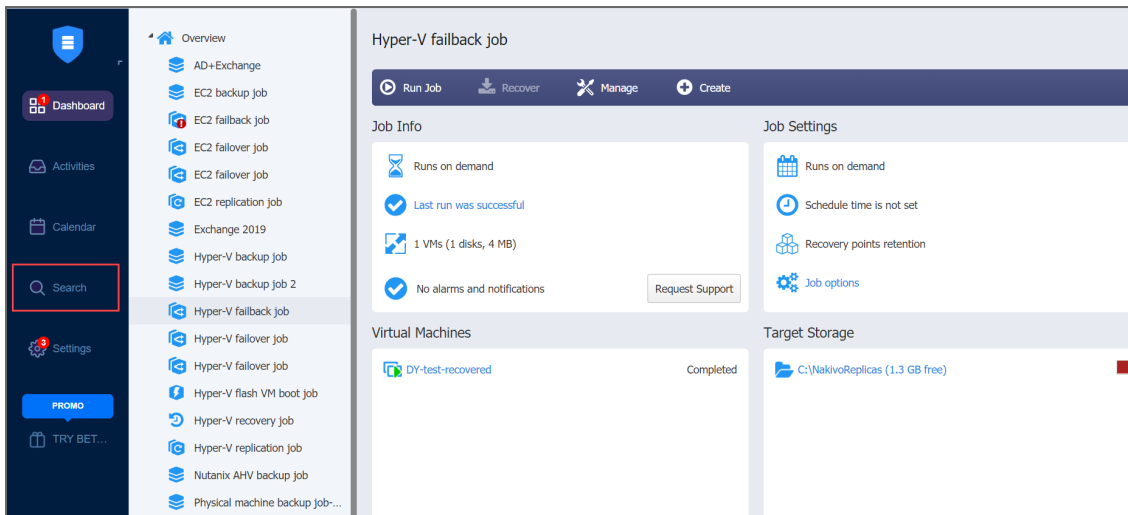 1
Dashboard
Activities
Calendar
Search
3
Settings
PROMO
TRY BET...
Overview
AD+Exchange
EC2 backup job
EC2 failback job
EC2 failover job
EC2 failover job
EC2 replication job
Exchange 2019
Hyper-V backup job
Hyper-V backup job 2
Hyper-V failback job
Hyper-V failover job
Hyper-V failover job
Hyper-V flash VM boot job
Hyper-V recovery job
Hyper-V replication job
Nutanix AHV backup job
Physical machine backup job-...
Hyper-V failback job
Run Job Recover Manage Create
Job Info
Runs on demand
Last run was successful
1 VMs (1 disks, 4 MB)
No alarms and notifications Request Support
Job Settings
Runs on demand
Schedule time is not set
Recovery points retention
Job options
Virtual Machines
DY-test-recovered Completed
Target Storage
C:\NakivoReplicas (1.3 GB free)